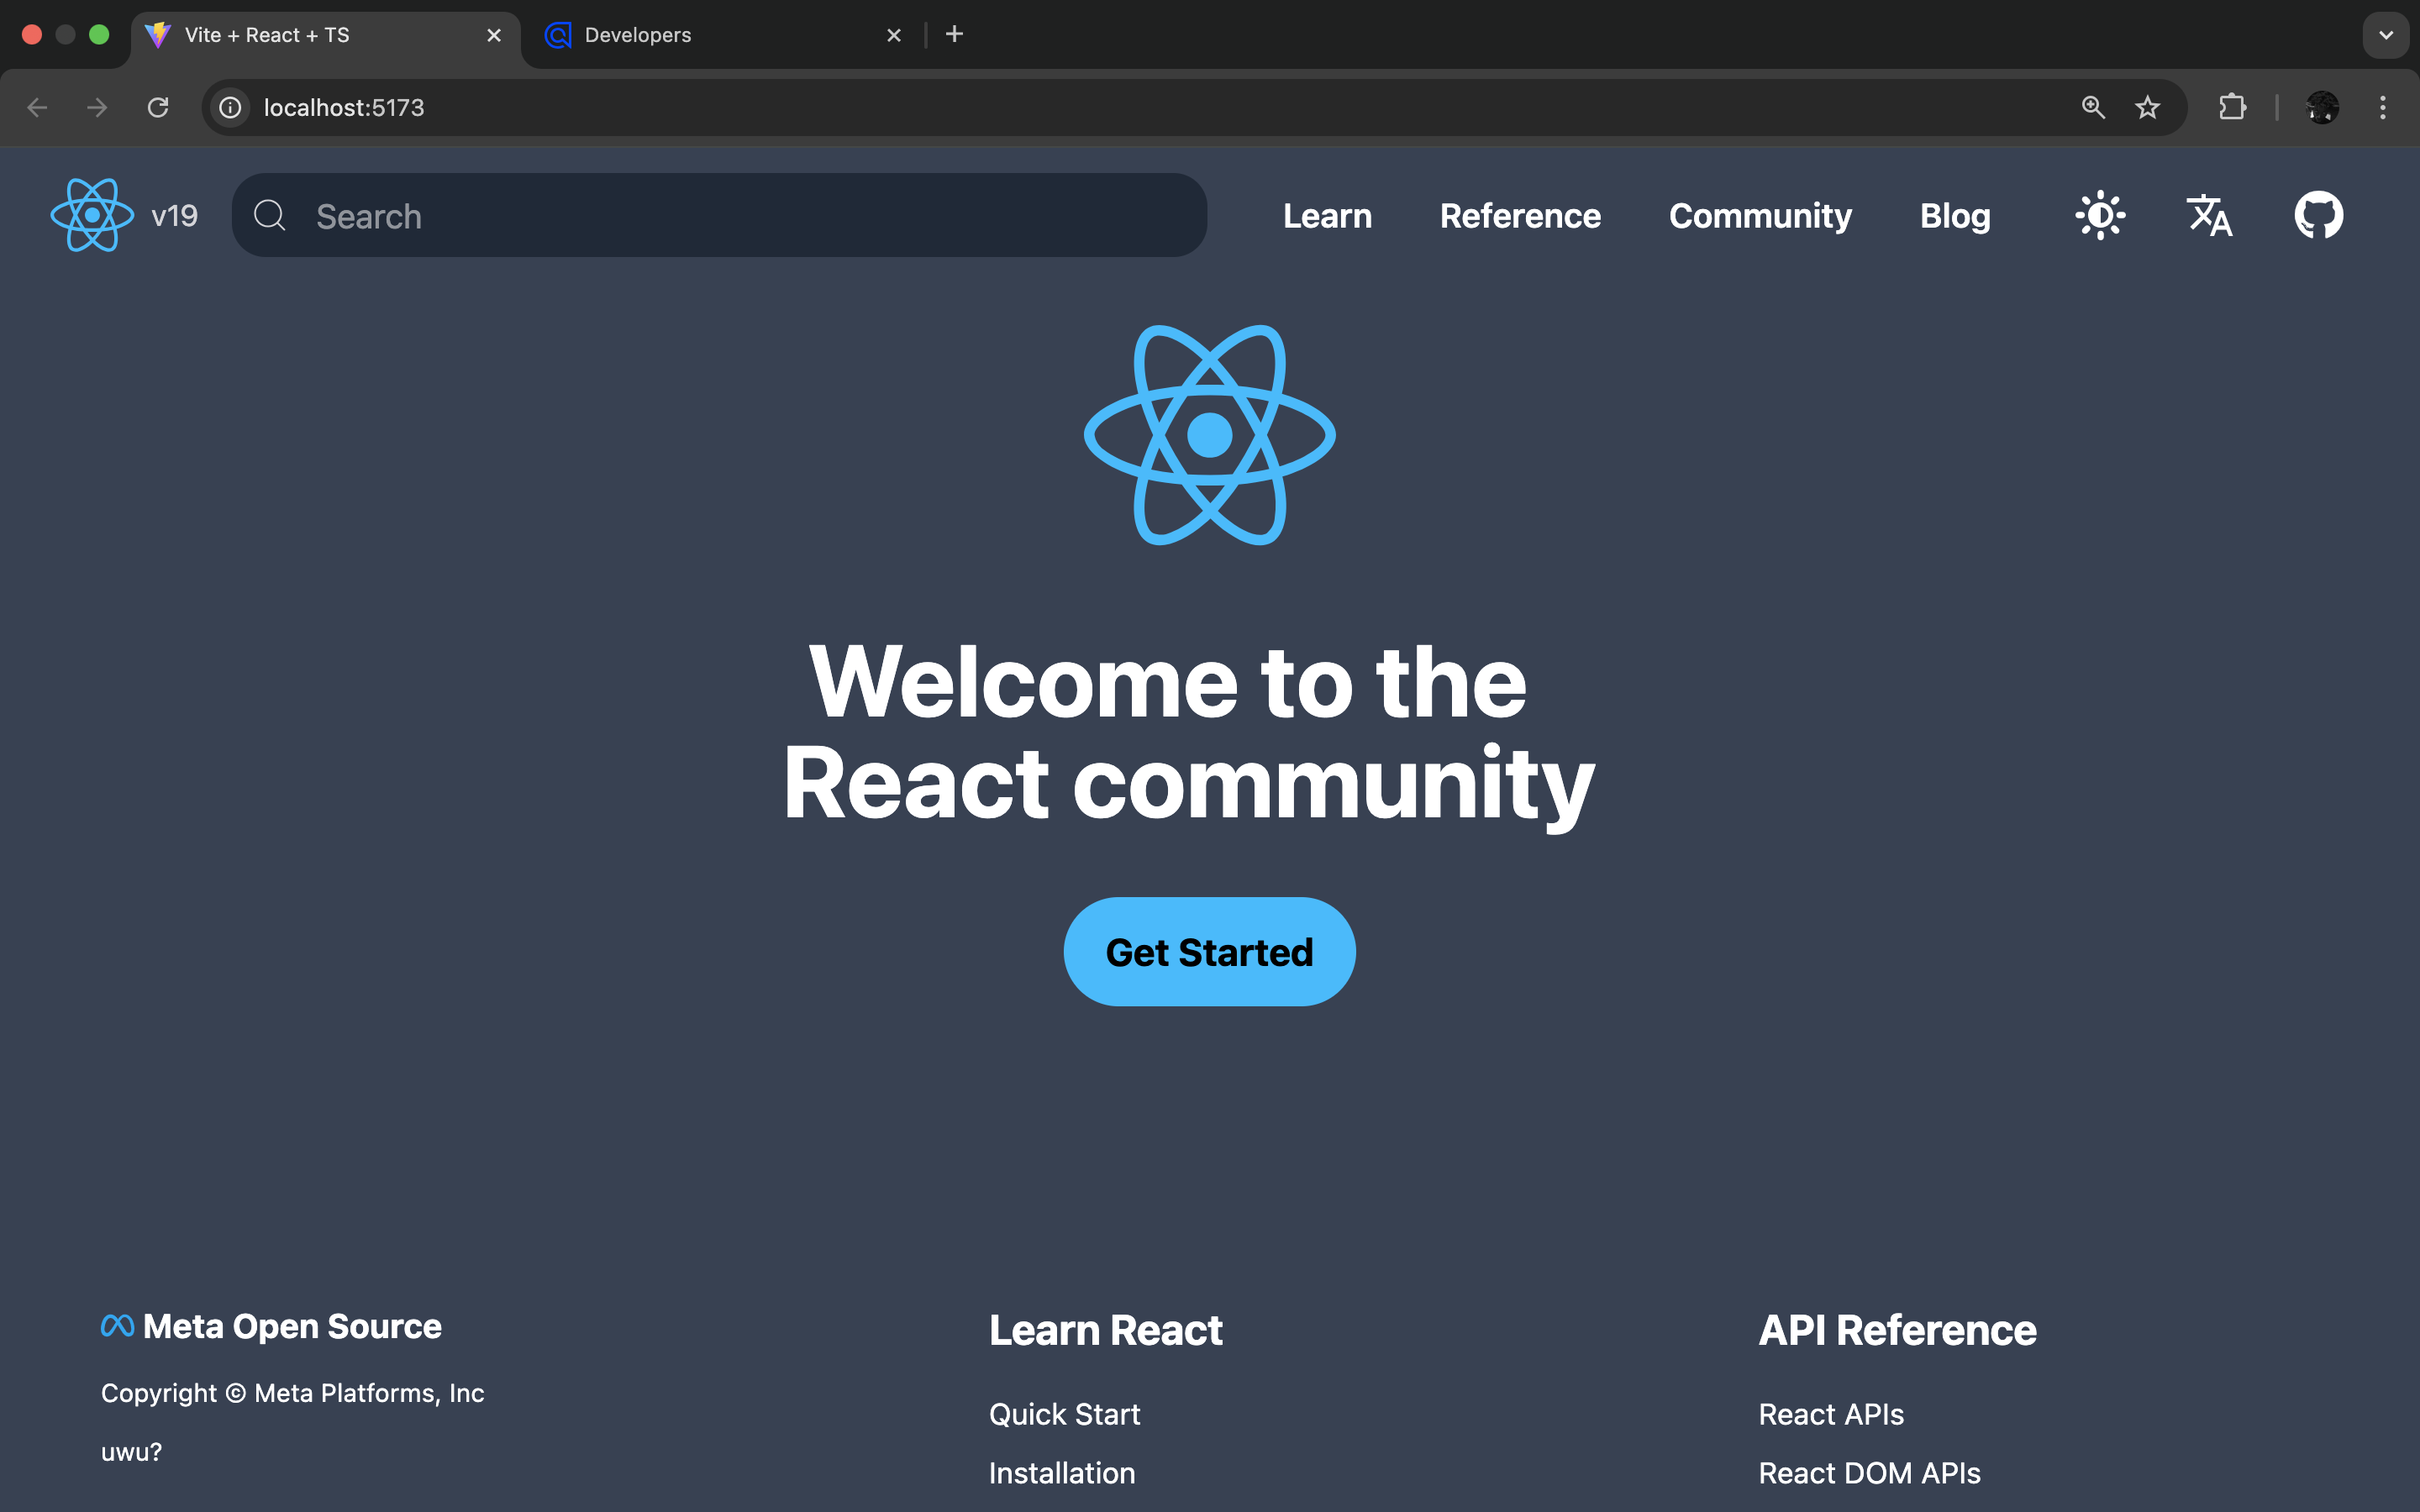 Vite + React + TS
Developers
localhost:5173
v19
Search
Learn
Reference
Community
Blog
文A
Welcome to the
React community
Get Started
Meta Open Source
Copyright © Meta Platforms, Inc
uwu?
Learn React
Quick Start
Installation
API Reference
React APIs
React DOM APIs